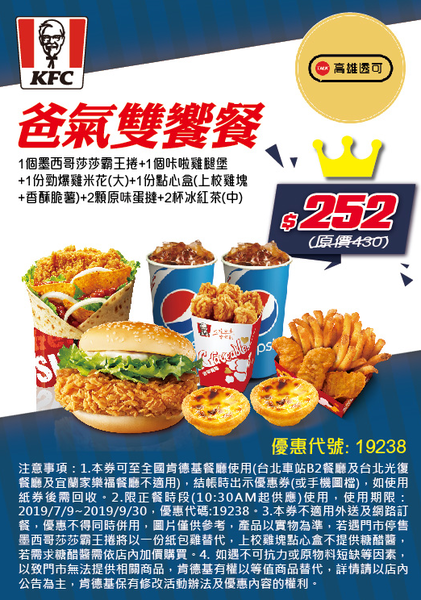 KFC
高雄透可
爸氣雙饗餐
1個墨西哥莎莎霸王捲+1個咔啦雞腿堡
+1份勁爆雞米花(大)+1份點心盒(上校雞塊
+香酥脆薯)+2顆原味蛋撻+2杯冰紅茶(中)
$252
(原價430)
優惠代號: 19238
注意事項：1.本券可至全國肯德基餐廳使用(台北車站B2餐廳及台北光復
餐廳及宜蘭家樂福餐廳不適用)，結帳時出示優惠券(或手機圖檔)，如使用
紙券後需回收。2.限正餐時段(10:30AM起供應)使用，使用期限：
2019/7/9~2019/9/30，優惠代碼:19238。3.本券不適用外送及網路訂
餐，優惠不得同時併用，圖片僅供參考，產品以實物為準，若遇門市停售
墨西哥莎莎霸王捲將以一份紙包雞替代，上校雞塊點心盒不提供糖醋醬，
若需求糖醋醬需依店內加價購買。4. 如遇不可抗力或原物料短缺等因素，
以致門市無法提供相關商品，肯德基有權以等值商品替代，詳情請以店內
公告為主，肯德基保有修改活動辦法及優惠內容的權利。